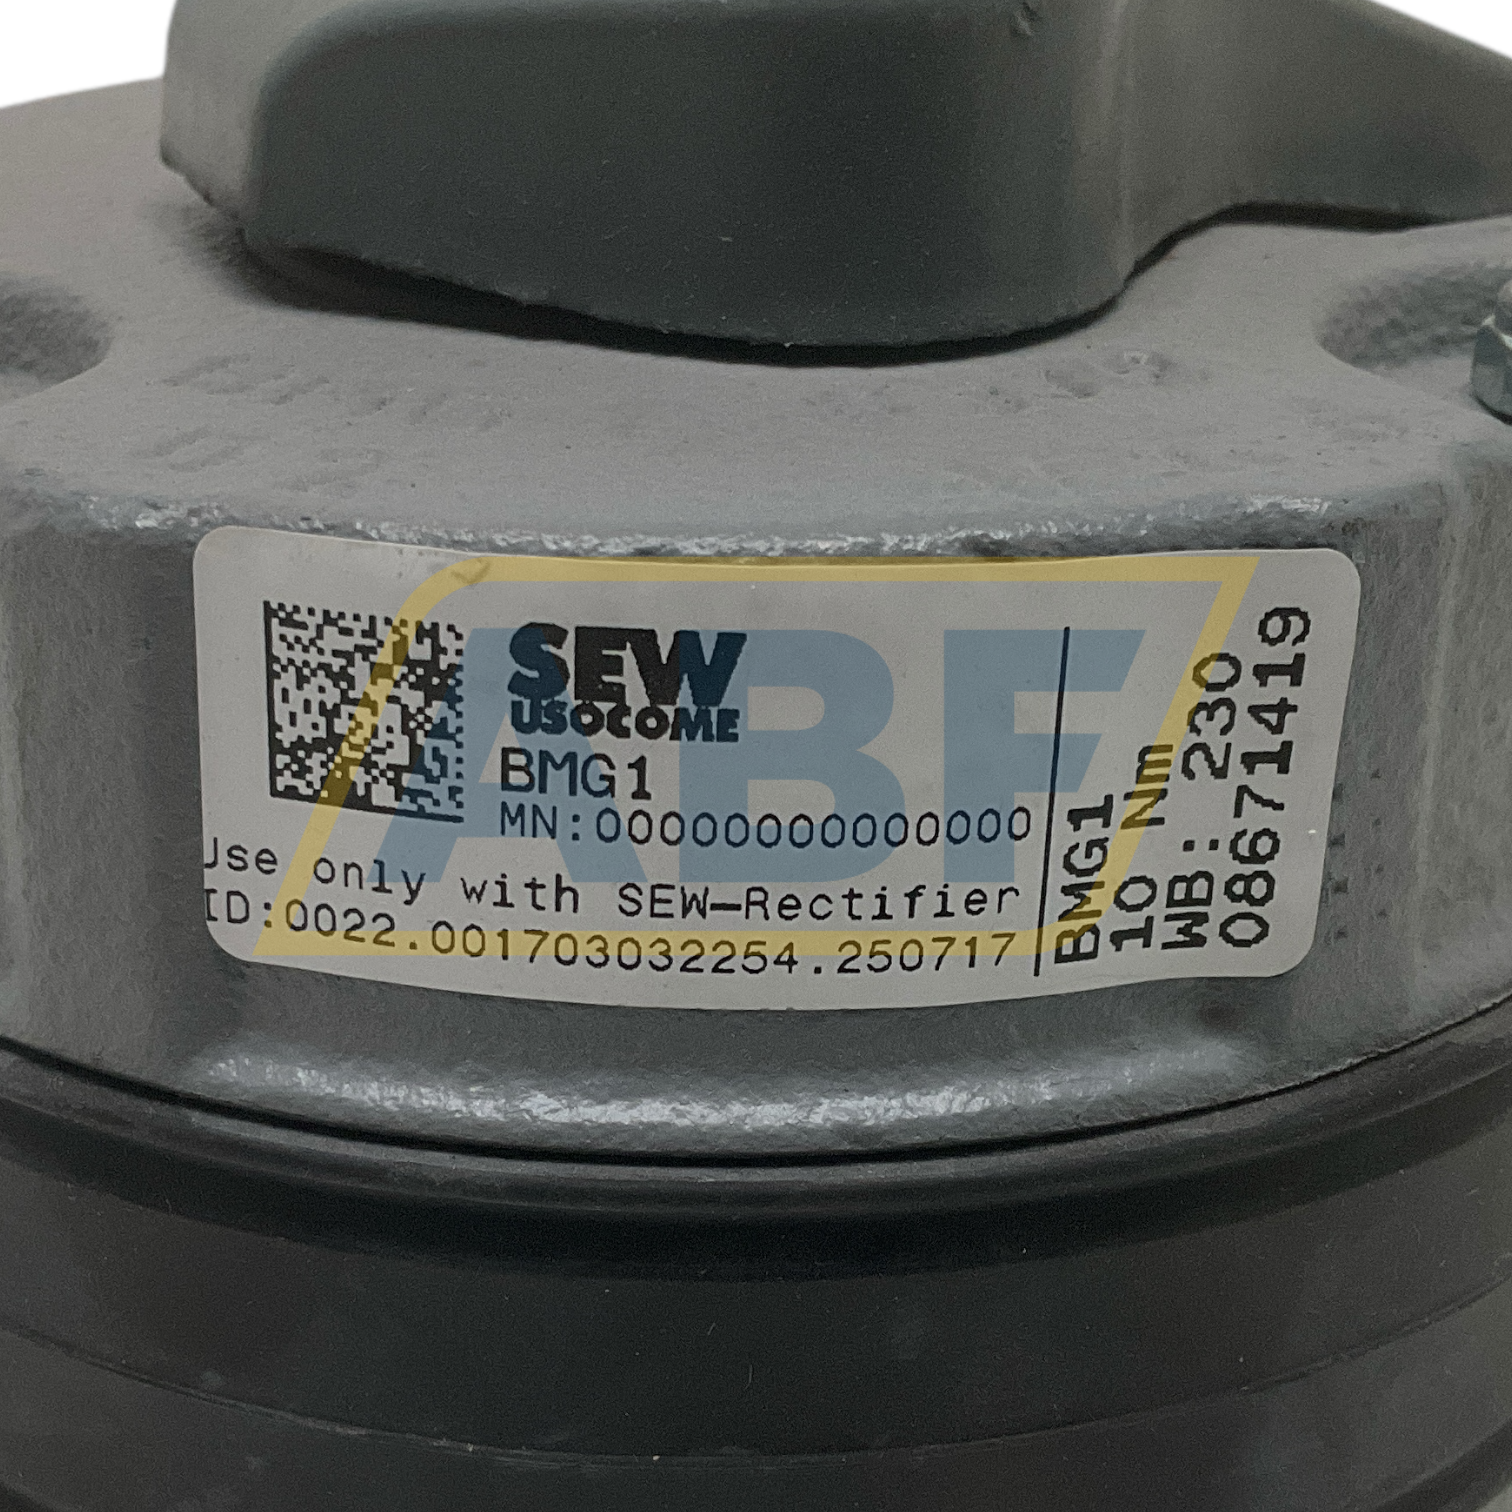 SEW
USOCOME
BMG1
MN:00000000000000
Use only with SEW-Rectifier
ID:0022.001703032254.250717
BMG1
10 Nm
WB: 230
08671419
ABF